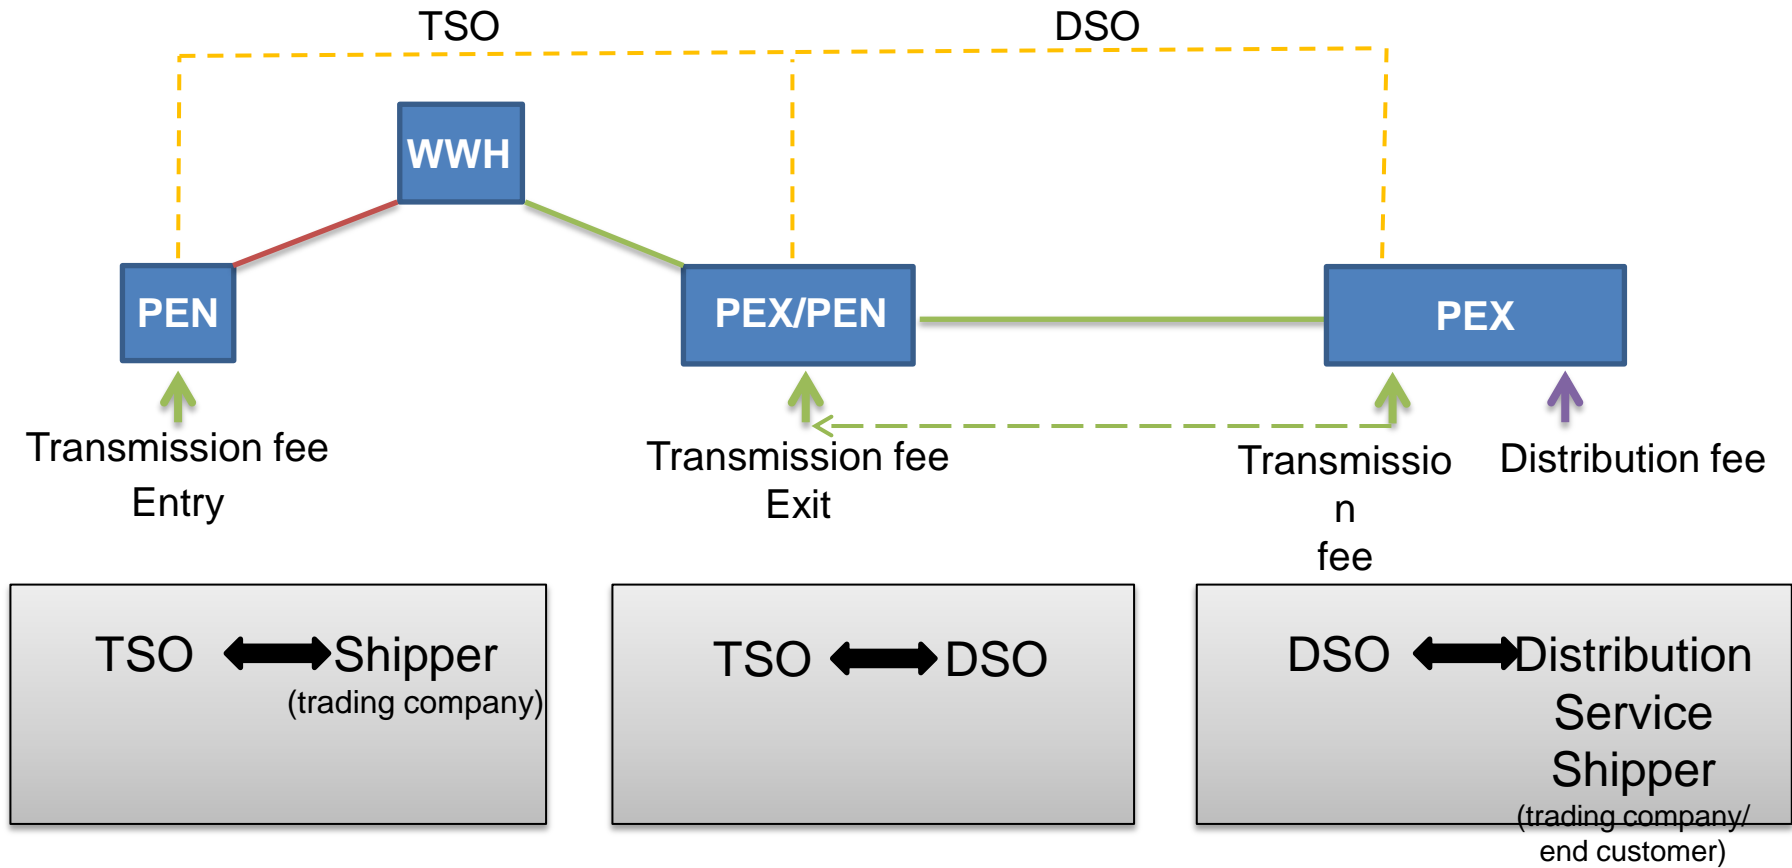 TSO
DSO
WWH
PEN
PEX/PEN
PEX
Transmission fee
Entry
Transmission fee
Exit
Transmissio
n
fee
Distribution fee
TSO Shipper
(trading company)
TSO DSO
DSO Distribution
Service
Shipper
(trading company/
end customer)